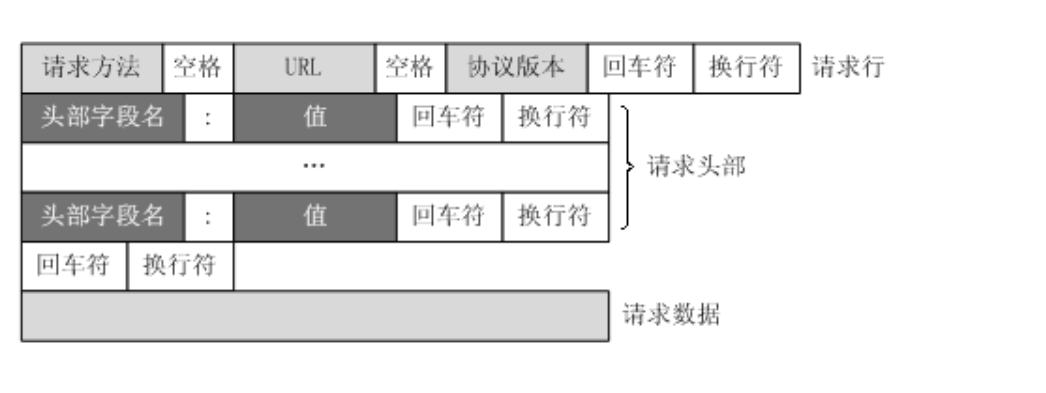 请求方法 空格 URL 空格 协议版本 回车符 换行符 请求行
头部字段名 : 值 回车符 换行符
… 请求头部
头部字段名 : 值 回车符 换行符
回车符 换行符
请求数据